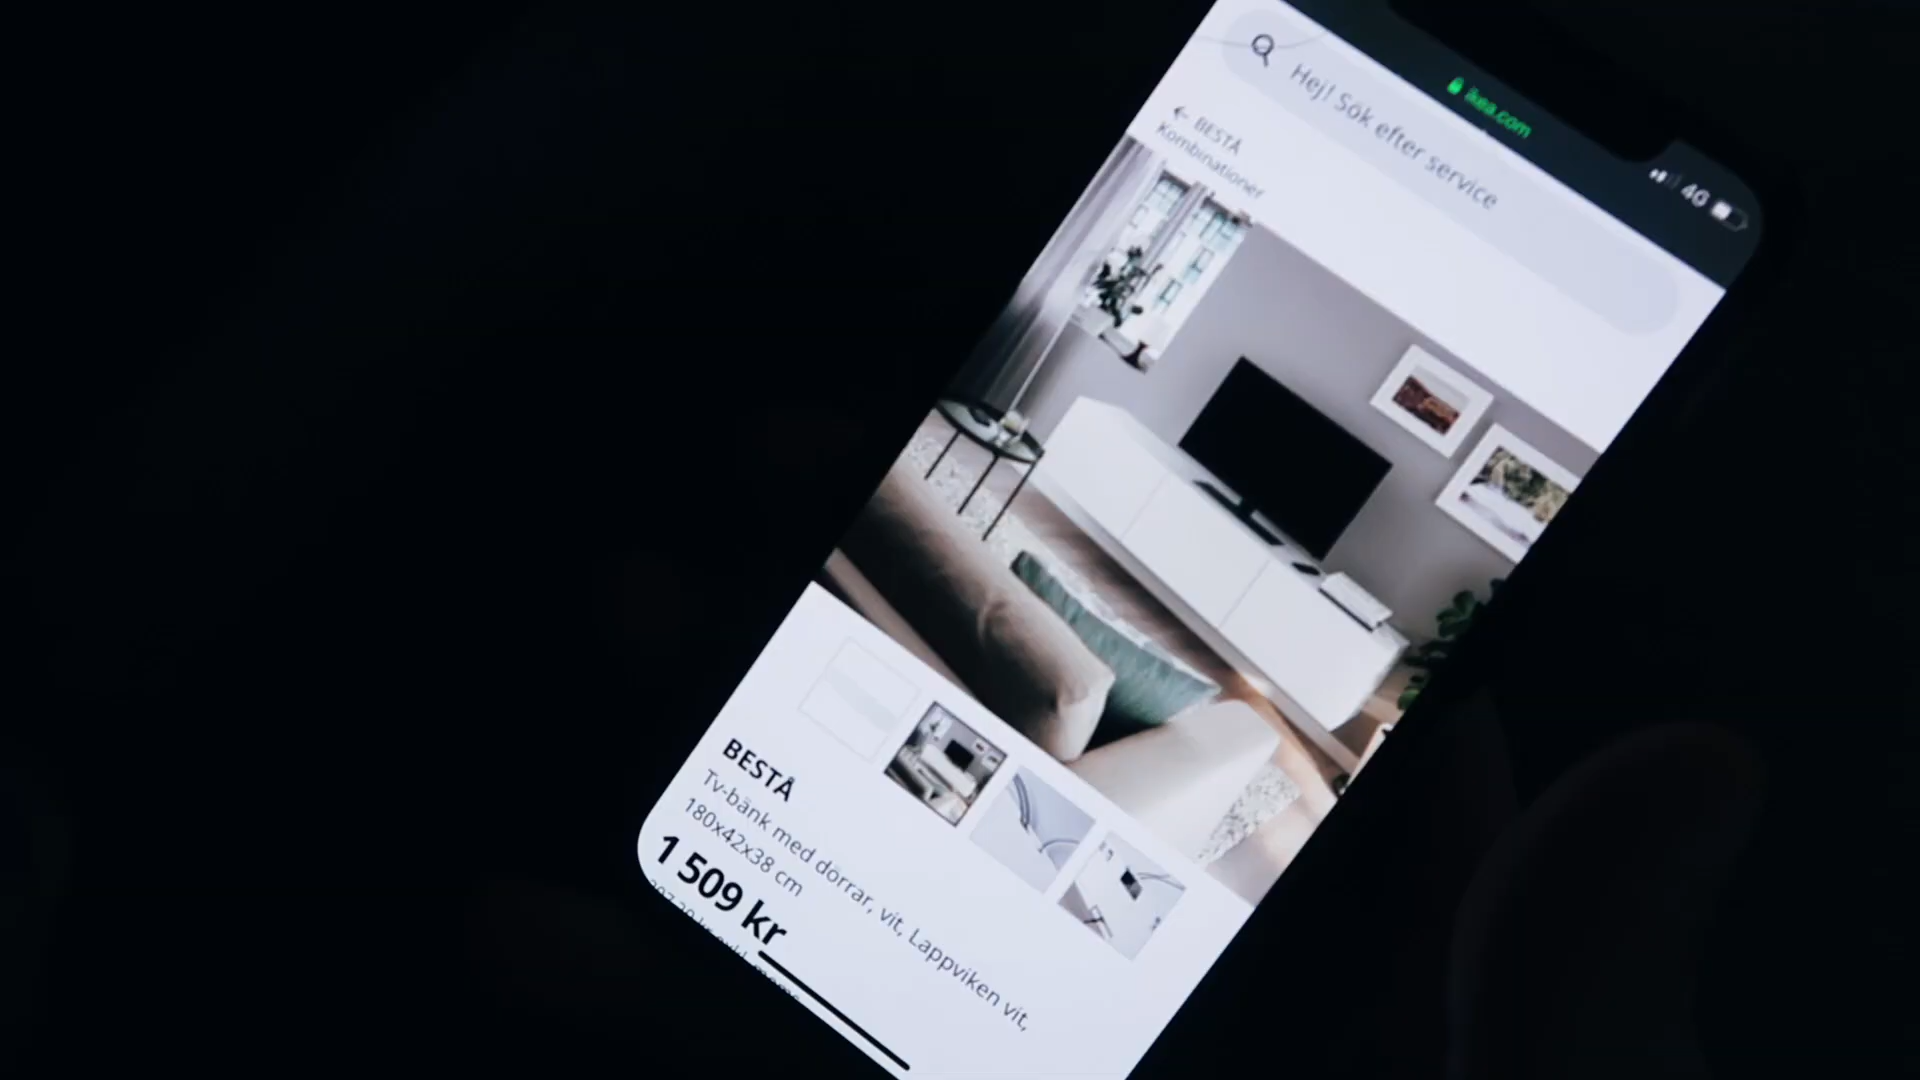 ikea.com
4G
Hej! Sök efter service
← BESTÅ
Kombinationer
BESTÅ
Tv-bänk med dörrar, vit, Lappviken vit,
180x42x38 cm
1 509 kr